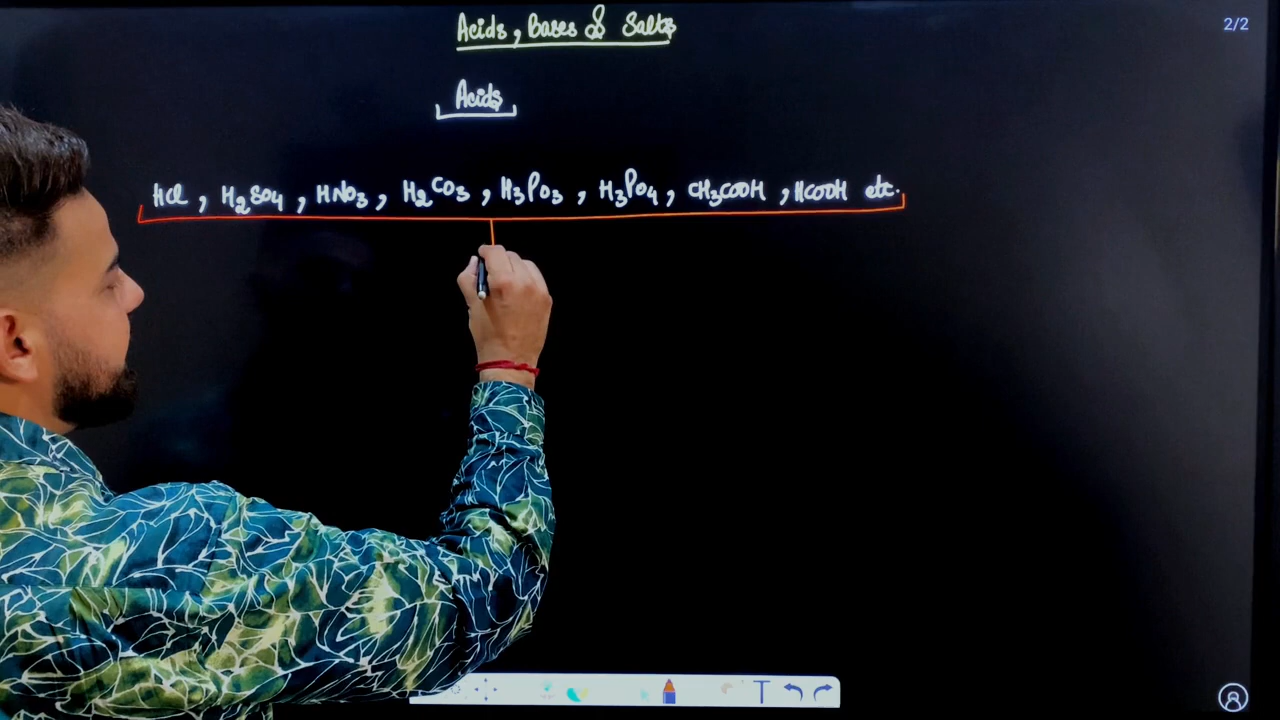 Acids, Bases & Salts
2/2
Acids
HCl, H2SO4, HNO3, H2CO3, H3PO3, H3PO4, CH3COOH, HCOOH etc.
T